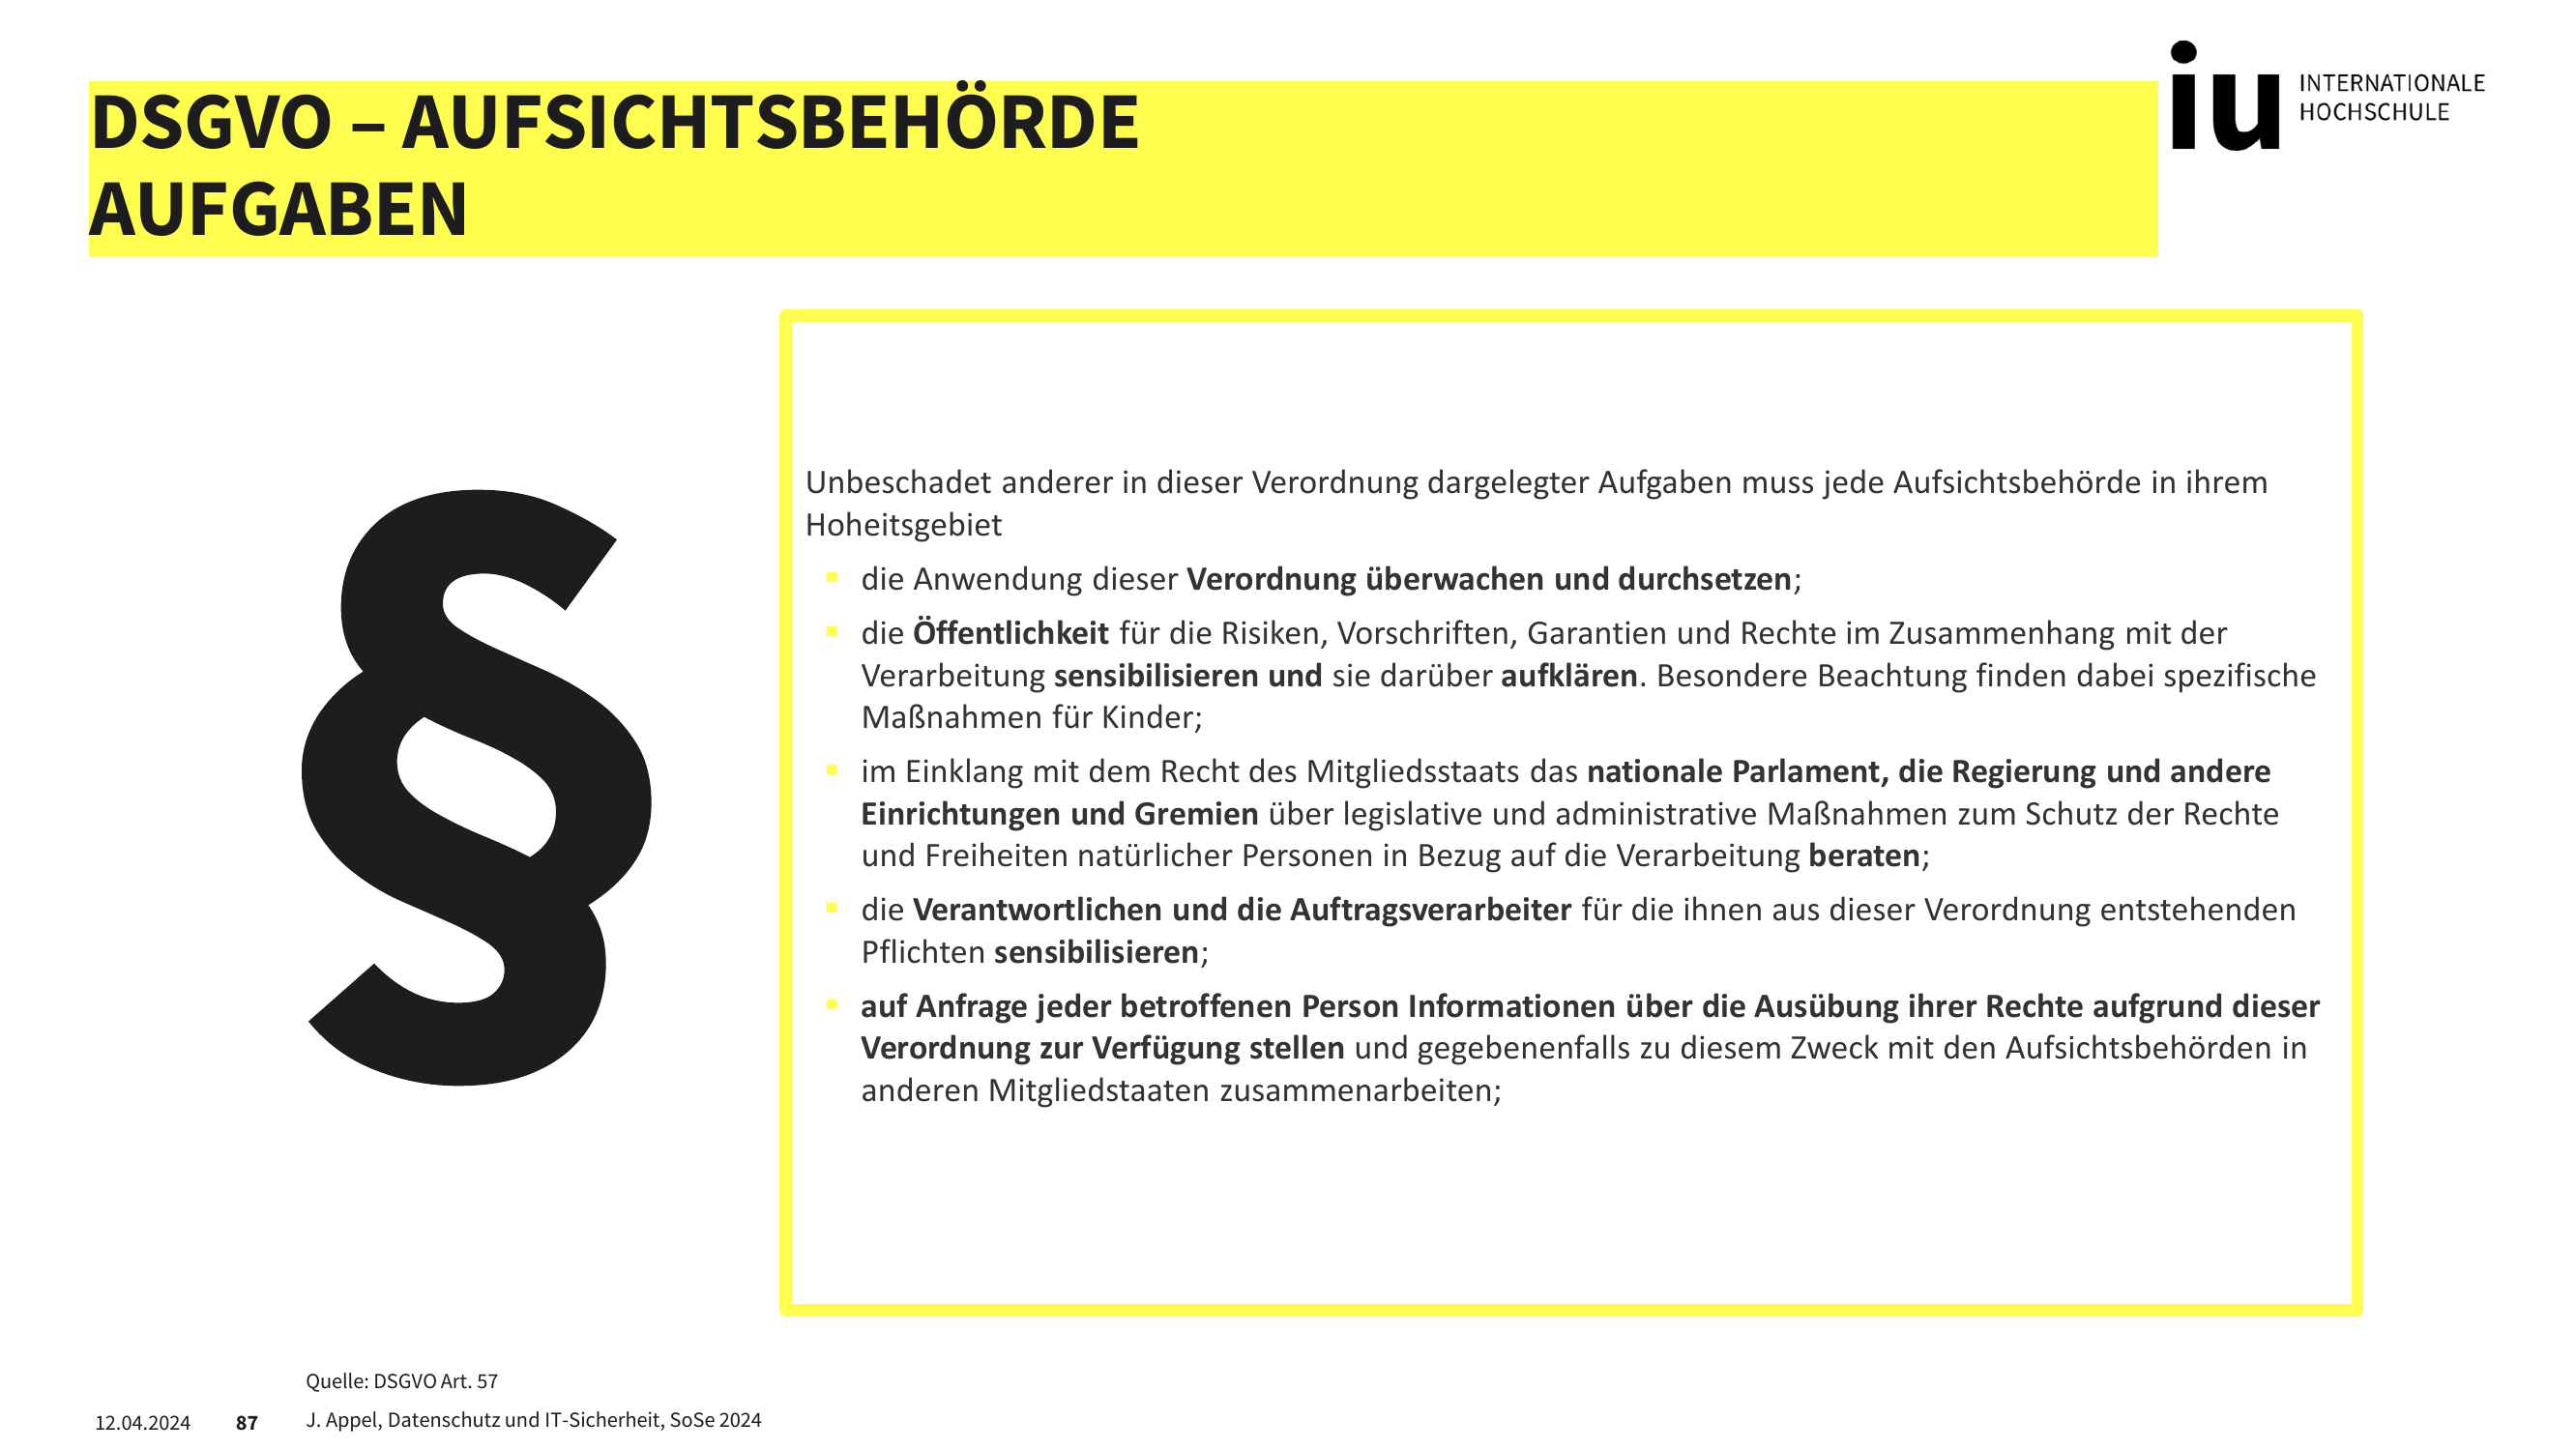 DSGVO – AUFSICHTSBEHÖRDE
AUFGABEN
iu INTERNATIONALE
HOCHSCHULE
§
Unbeschadet anderer in dieser Verordnung dargelegter Aufgaben muss jede Aufsichtsbehörde in ihrem
Hoheitsgebiet
▪ die Anwendung dieser Verordnung überwachen und durchsetzen;
▪ die Öffentlichkeit für die Risiken, Vorschriften, Garantien und Rechte im Zusammenhang mit der
Verarbeitung sensibilisieren und sie darüber aufklären. Besondere Beachtung finden dabei spezifische
Maßnahmen für Kinder;
▪ im Einklang mit dem Recht des Mitgliedsstaats das nationale Parlament, die Regierung und andere
Einrichtungen und Gremien über legislative und administrative Maßnahmen zum Schutz der Rechte
und Freiheiten natürlicher Personen in Bezug auf die Verarbeitung beraten;
▪ die Verantwortlichen und die Auftragsverarbeiter für die ihnen aus dieser Verordnung entstehenden
Pflichten sensibilisieren;
▪ auf Anfrage jeder betroffenen Person Informationen über die Ausübung ihrer Rechte aufgrund dieser
Verordnung zur Verfügung stellen und gegebenenfalls zu diesem Zweck mit den Aufsichtsbehörden in
anderen Mitgliedstaaten zusammenarbeiten;
Quelle: DSGVO Art. 57
12.04.2024 87 J. Appel, Datenschutz und IT-Sicherheit, SoSe 2024